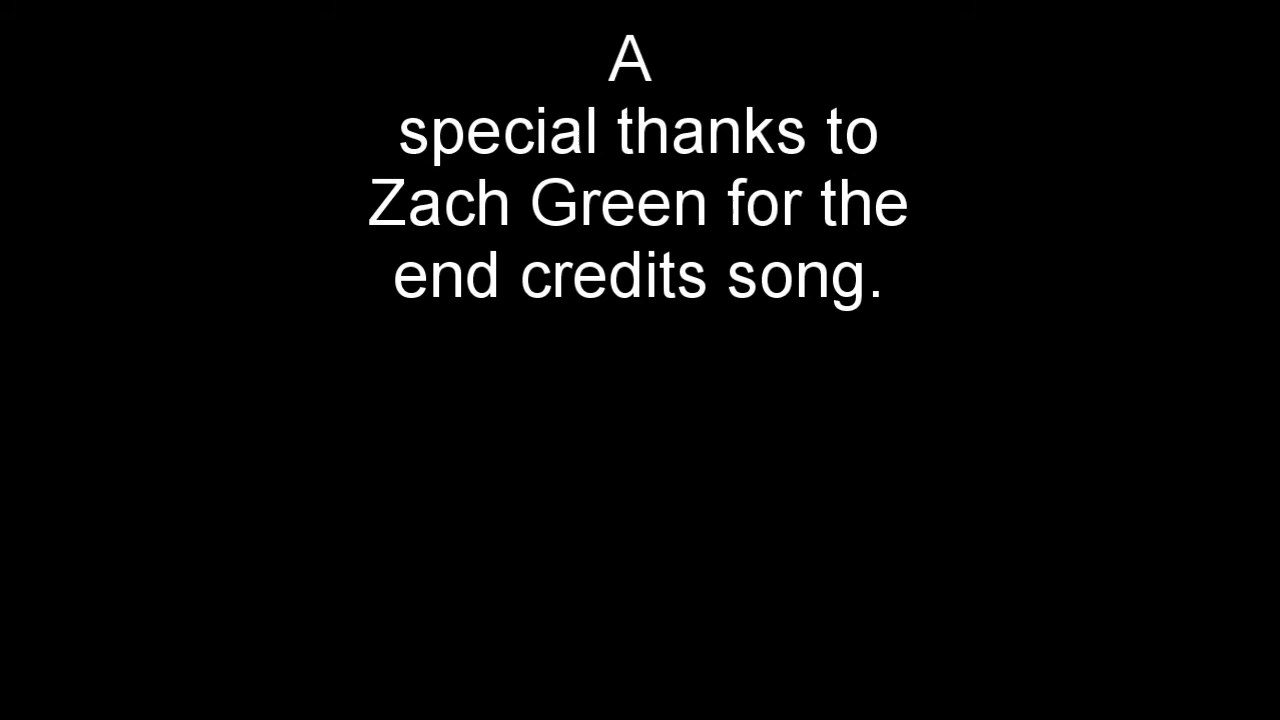 A
special thanks to
Zach Green for the
end credits song.